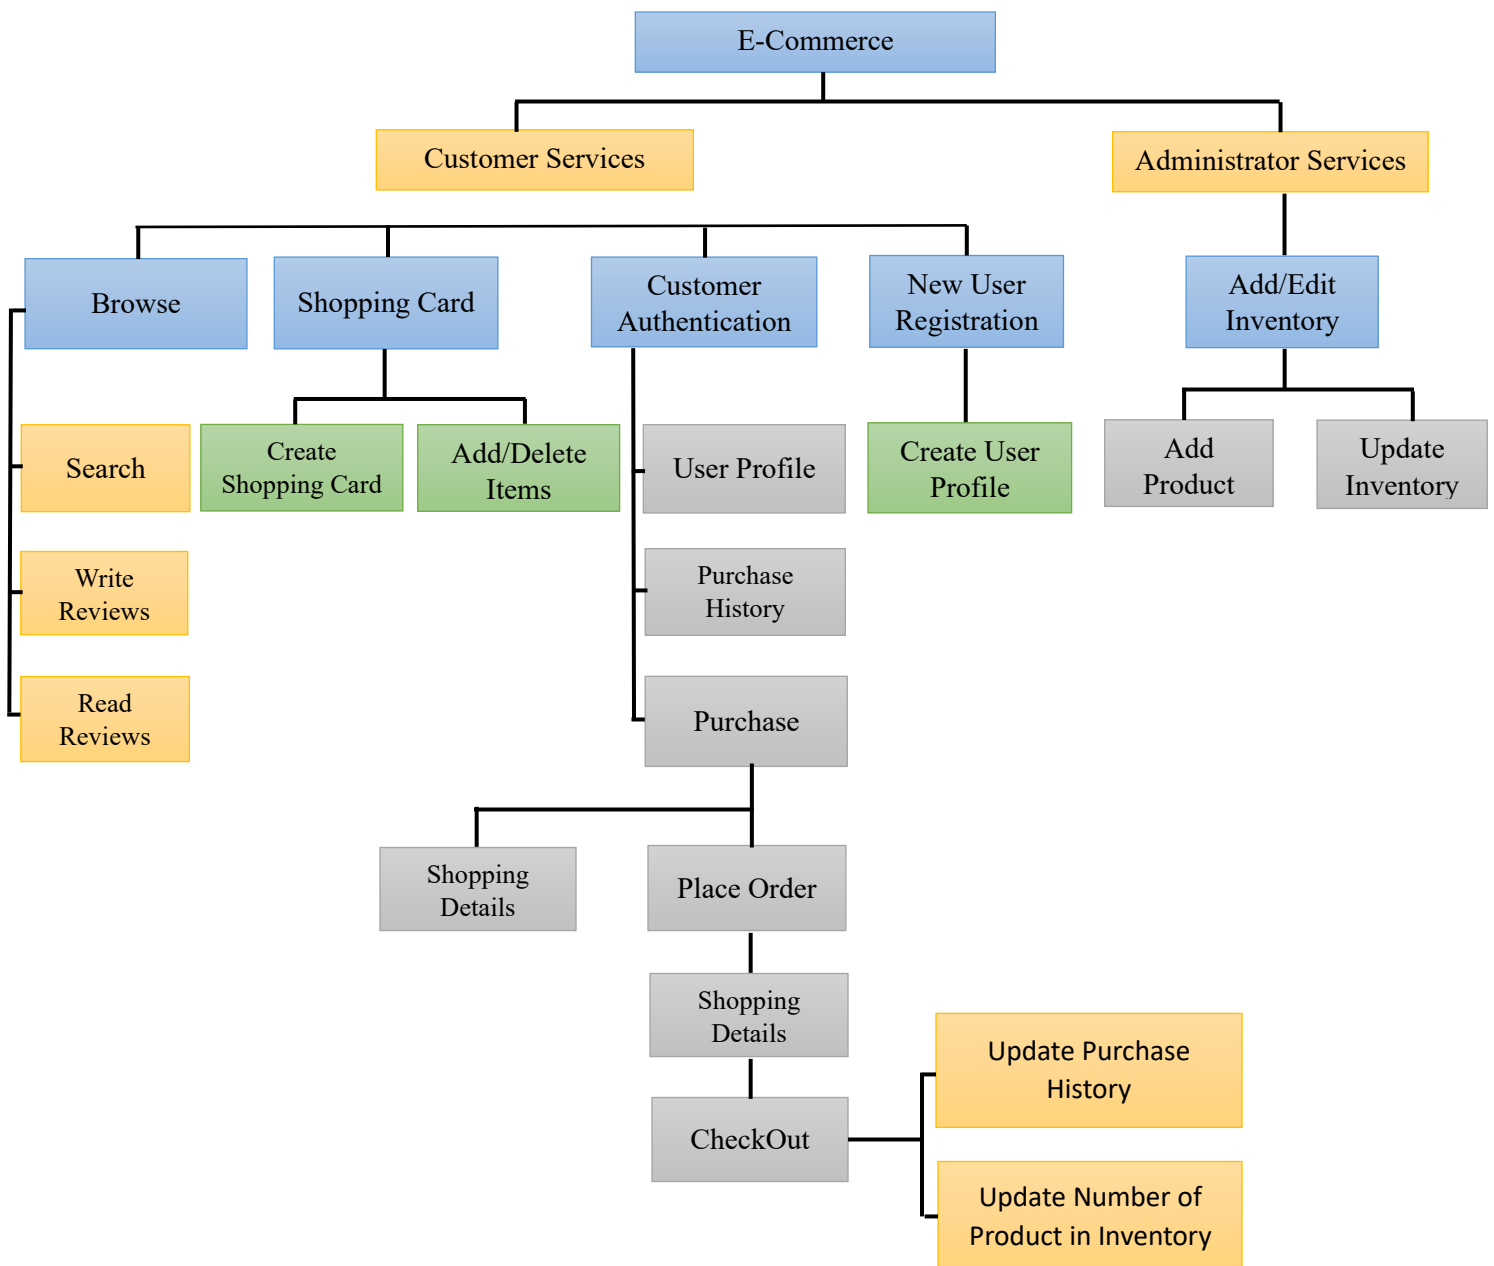 E-Commerce
Customer Services
Administrator Services
Browse
Shopping Card
Customer
Authentication
New User
Registration
Add/Edit
Inventory
Search
Create
Shopping Card
Add/Delete
Items
User Profile
Create User
Profile
Add
Product
Update
Inventory
Write
Reviews
Purchase
History
Read
Reviews
Purchase
Shopping
Details
Place Order
Shopping
Details
Update Purchase
History
CheckOut
Update Number of
Product in Inventory